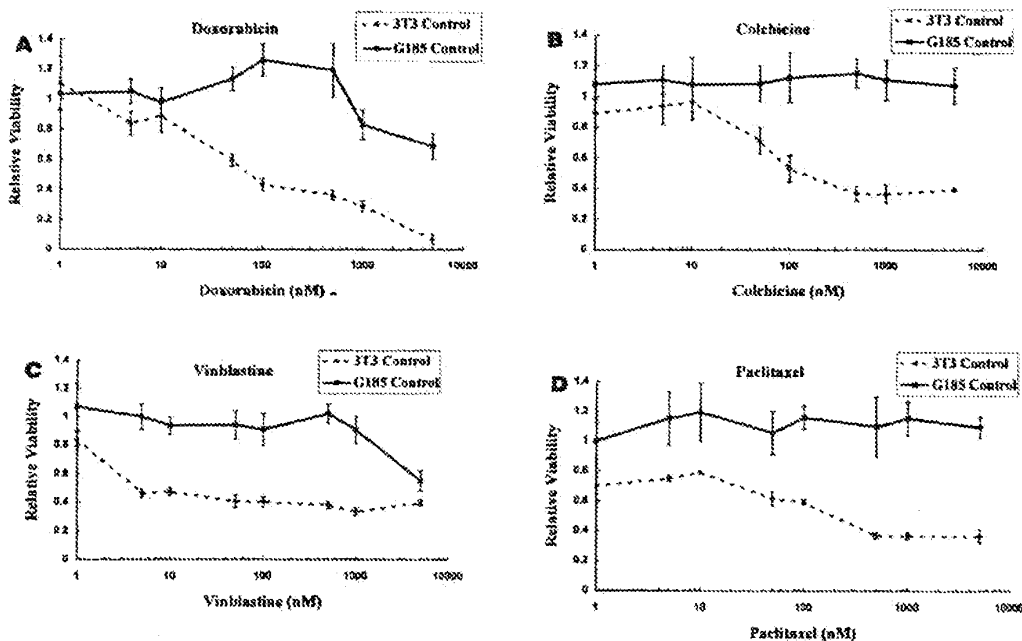 A
Doxorubicin
3T3 Control
G185 Control
Relative Viability
1.4
1.2
1
0.8
0.6
0.4
0.2
0
1
10
100
1000
10000
Doxorubicin (nM)
B
Colchicine
3T3 Control
G185 Control
Relative Viability
1.4
1.2
1
0.8
0.6
0.4
0.2
0
1
10
100
1000
10000
Colchicine (nM)
C
Vinblastine
3T3 Control
G185 Control
Relative Viability
1.4
1.2
1
0.8
0.6
0.4
0.2
0
1
10
100
1000
10000
Vinblastine (nM)
D
Paclitaxel
3T3 Control
G185 Control
Relative Viability
1.4
1.2
1
0.8
0.6
0.4
0.2
0
1
10
100
1000
10000
Paclitaxel (nM)